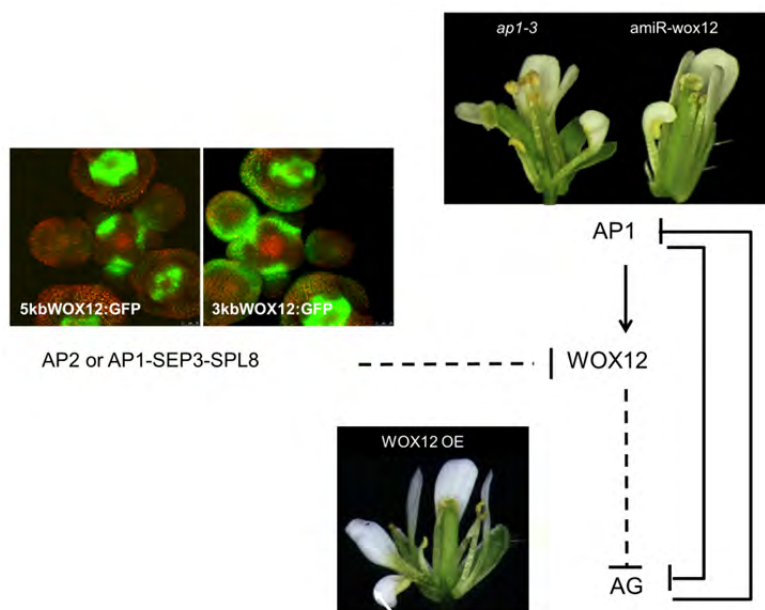 ap1-3 amiR-wox12
AP1
5kbWOX12:GFP 3kbWOX12:GFP
AP2 or AP1-SEP3-SPL8 WOX12
WOX12 OE
AG